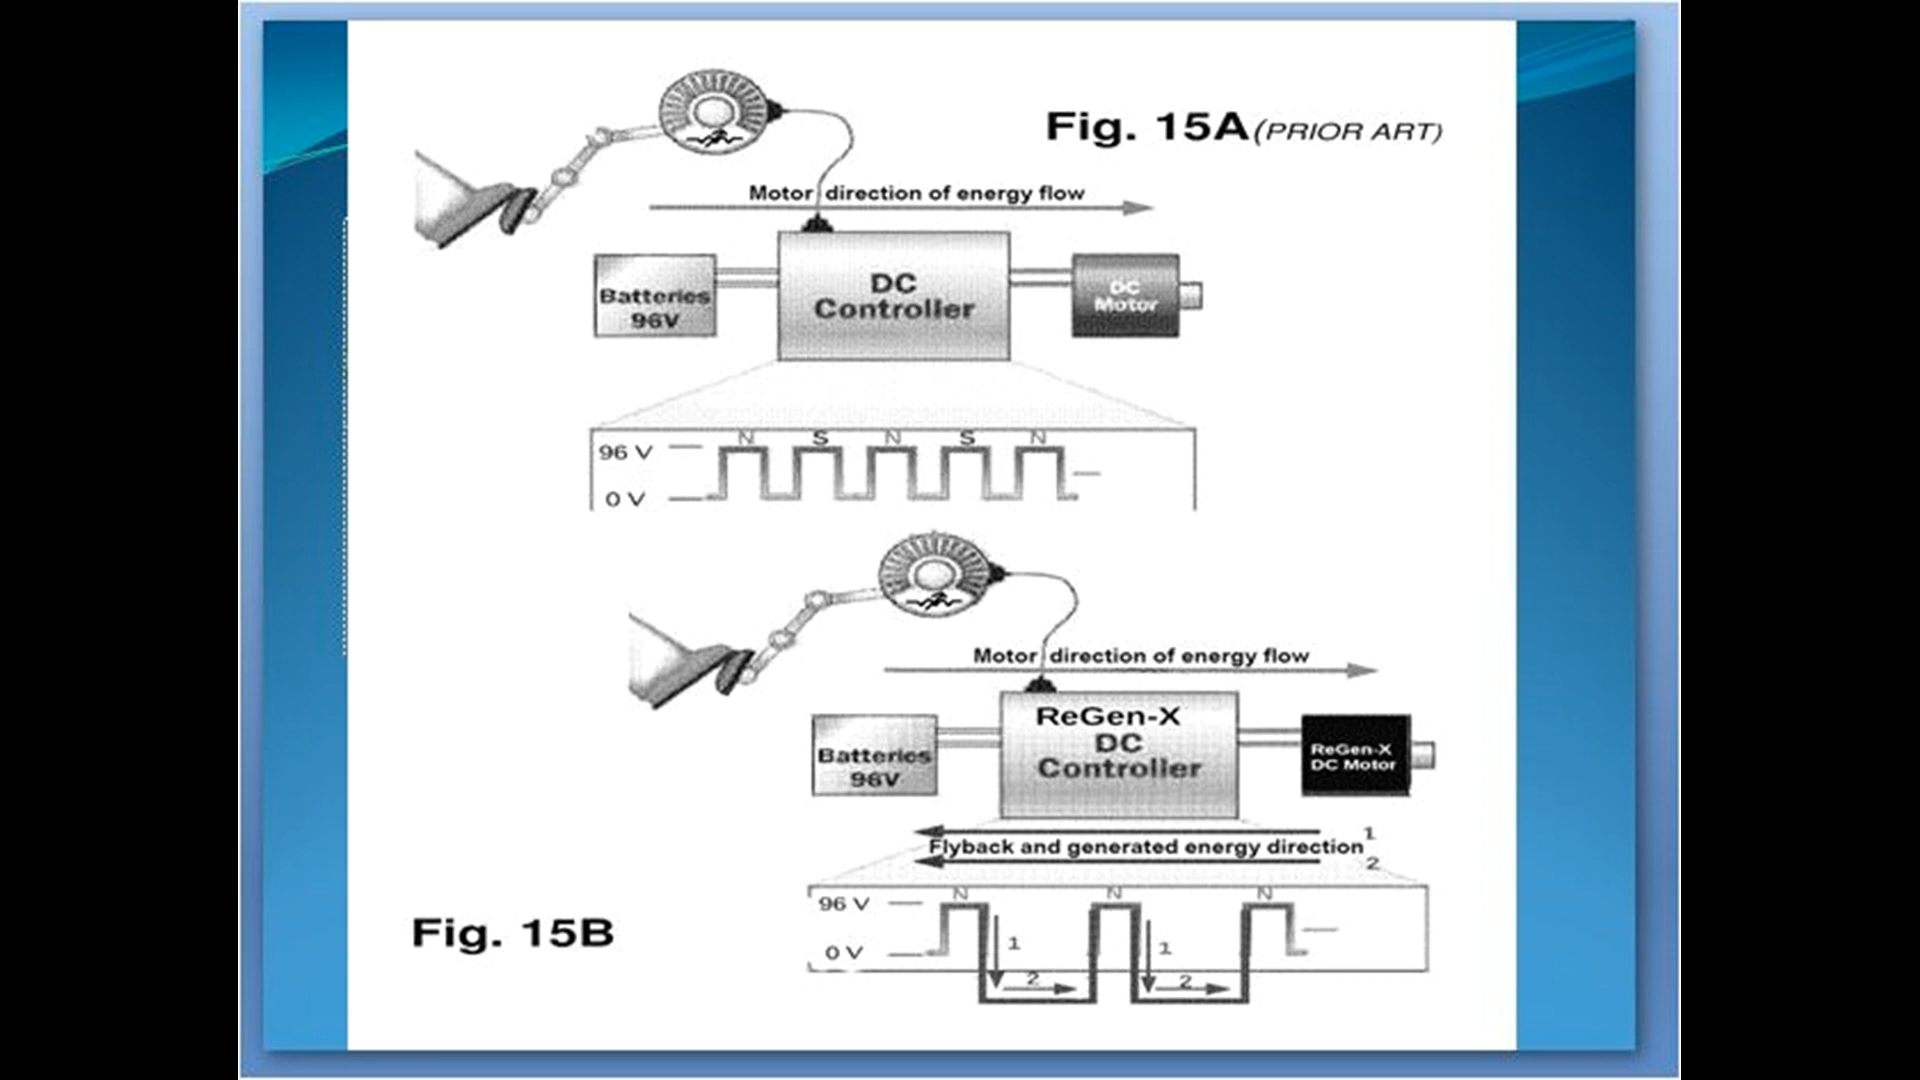 Fig. 15A (PRIOR ART)
Motor direction of energy flow
Batteries
96V
DC
Controller
DC
Motor
N S N S N
96 V
0 V
Motor direction of energy flow
Batteries
96V
ReGen-X
DC
Controller
ReGen-X
DC Motor
1
Flyback and generated energy direction
2
N N N
96 V
0 V
1 1
2 2
Fig. 15B